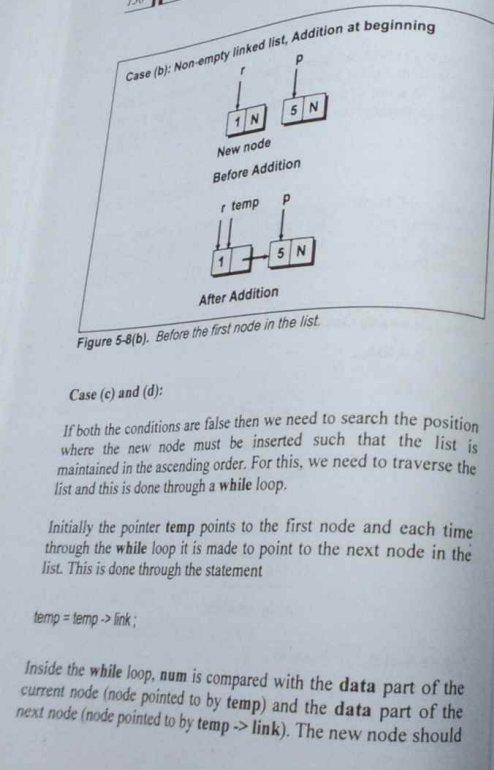 Case (b): Non-empty linked list, Addition at beginning
r p
1 N 5 N
New node
Before Addition
r temp p
1 5 N
After Addition
Figure 5-8(b). Before the first node in the list.
Case (c) and (d):
If both the conditions are false then we need to search the position
where the new node must be inserted such that the list is
maintained in the ascending order. For this, we need to traverse the
list and this is done through a while loop.
Initially the pointer temp points to the first node and each time
through the while loop it is made to point to the next node in the
list. This is done through the statement
temp = temp -> link ;
Inside the while loop, num is compared with the data part of the
current node (node pointed to by temp) and the data part of the
next node (node pointed to by temp -> link). The new node should